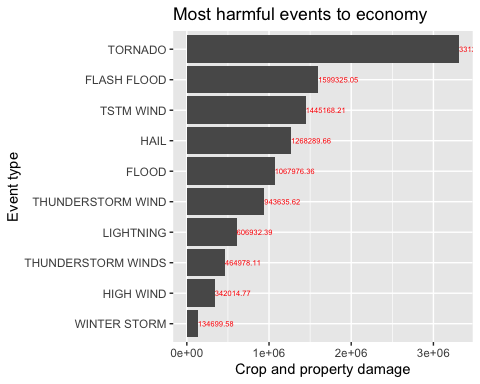 Most harmful events to economy
Event type
TORNADO
FLASH FLOOD
1599325.05
TSTM WIND
1445168.21
HAIL
1268289.66
FLOOD
1067976.36
THUNDERSTORM WIND
943635.62
LIGHTNING
606932.39
THUNDERSTORM WINDS
464978.11
HIGH WIND
342014.77
WINTER STORM
134699.58
0e+00 1e+06 2e+06 3e+06
Crop and property damage